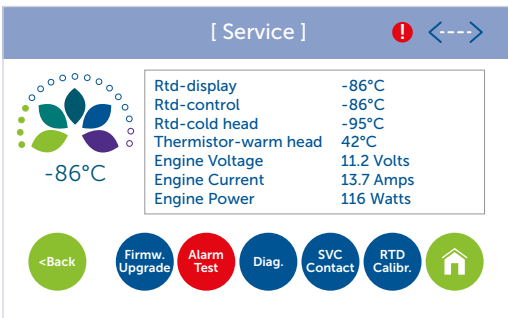 [ Service ]
!
<---->
Rtd-display -86°C
Rtd-control -86°C
Rtd-cold head -95°C
Thermistor-warm head 42°C
Engine Voltage 11.2 Volts
Engine Current 13.7 Amps
Engine Power 116 Watts
-86°C
<Back
Firmw.
Upgrade
Alarm
Test
Diag.
SVC
Contact
RTD
Calibr.